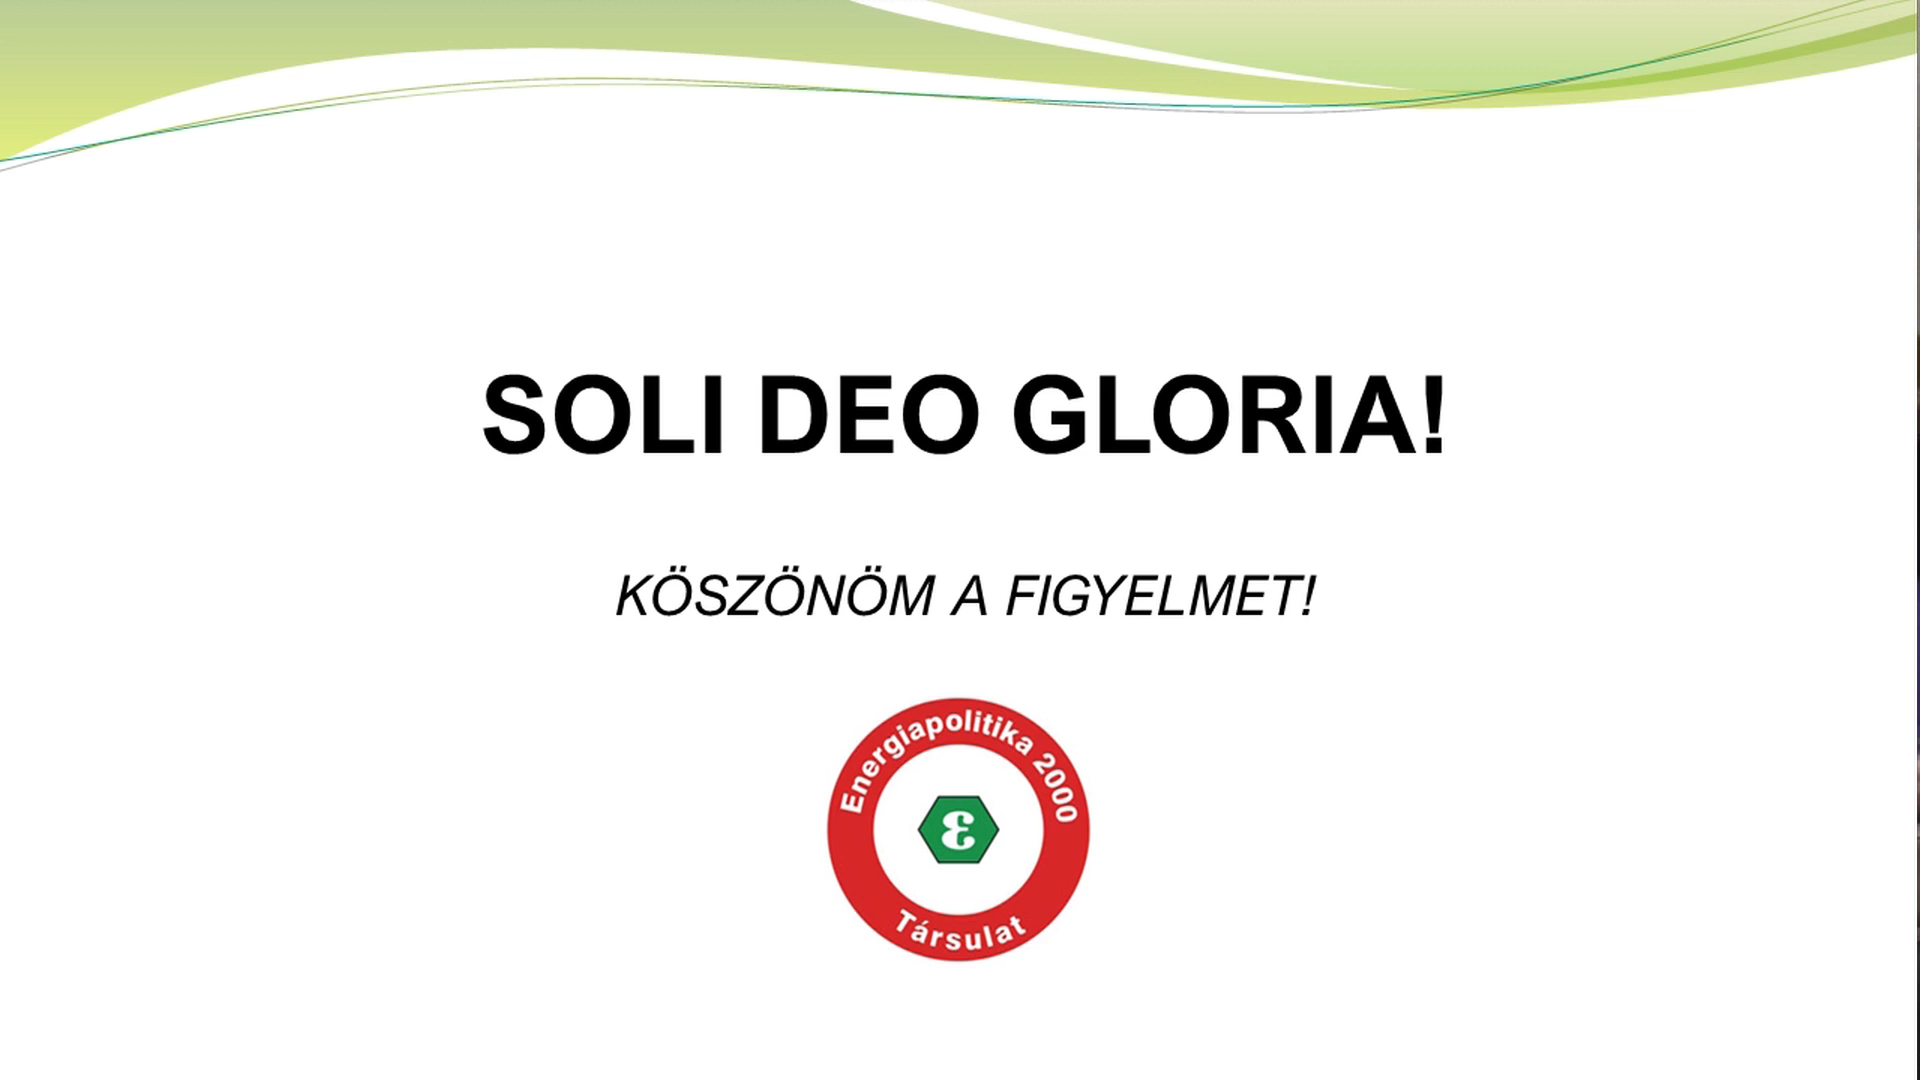 SOLI DEO GLORIA!
KÖSZÖNÖM A FIGYELMET!
Energiapolitika 2000
ε
Társulat